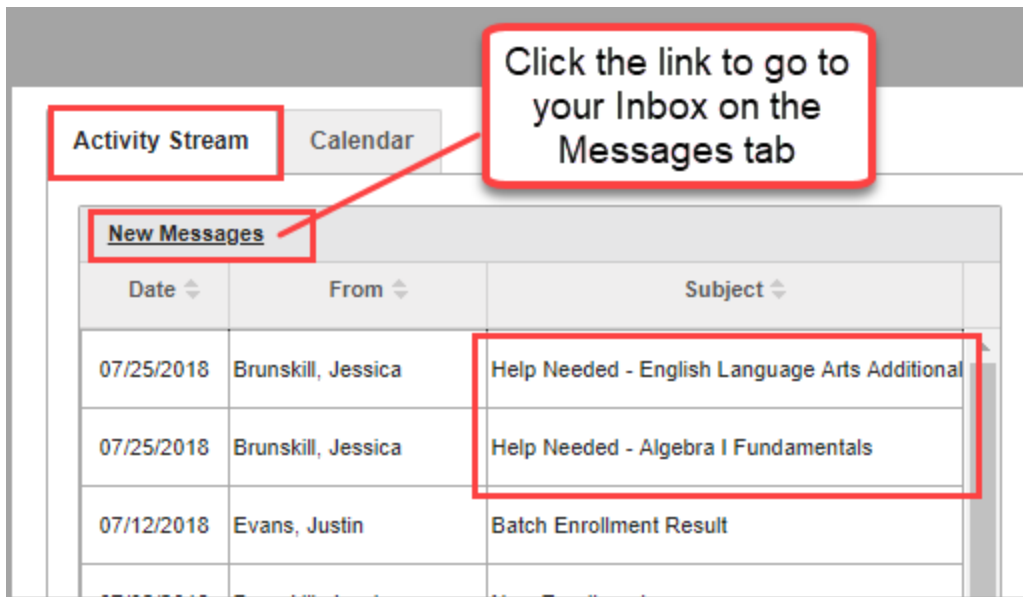 Click the link to go to
your Inbox on the
Messages tab
Activity Stream Calendar
New Messages
Date From Subject
07/25/2018 Brunskill, Jessica Help Needed - English Language Arts Additional
07/25/2018 Brunskill, Jessica Help Needed - Algebra I Fundamentals
07/12/2018 Evans, Justin Batch Enrollment Result